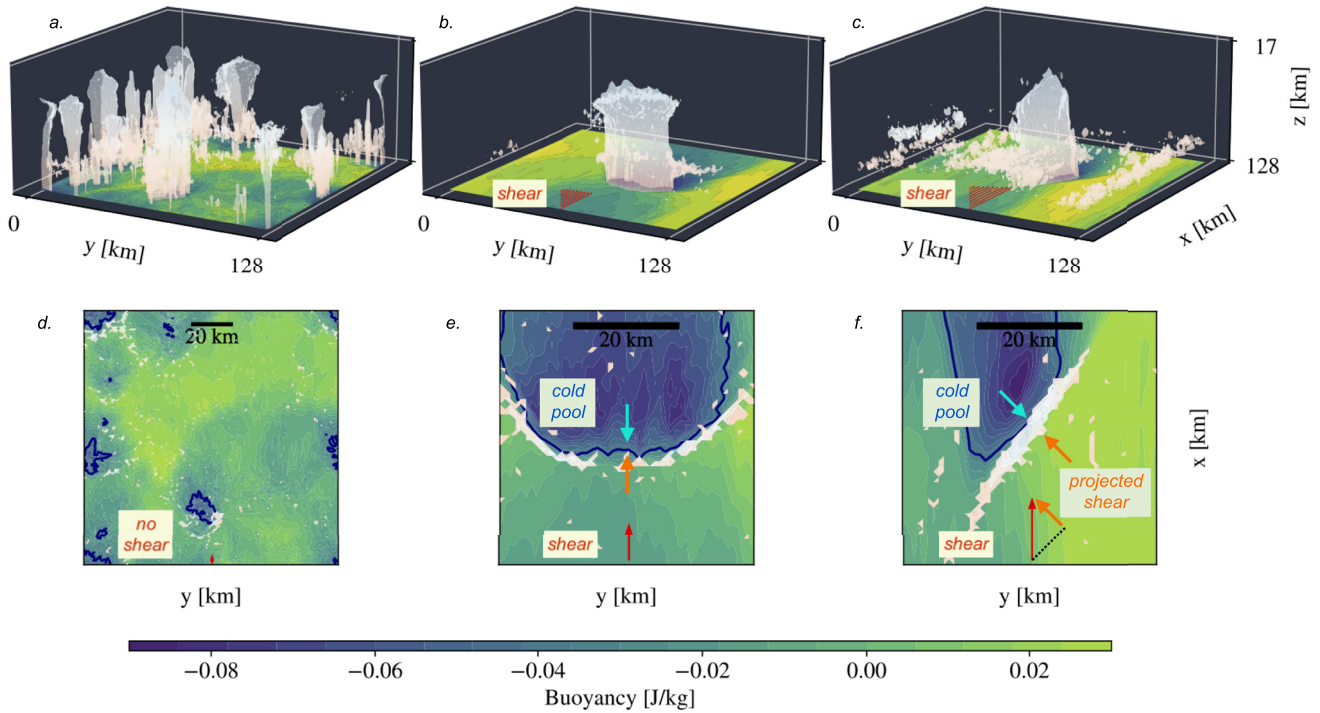 a.
b.
c.
17
z [km]
128
x [km]
shear
shear
0
0
0
y [km]
y [km]
y [km]
128
128
128
d.
e.
f.
20 km
20 km
20 km
cold
pool
cold
pool
x [km]
projected
shear
no
shear
shear
shear
y [km]
y [km]
y [km]
−0.08
−0.06
−0.04
−0.02
0.00
0.02
Buoyancy [J/kg]